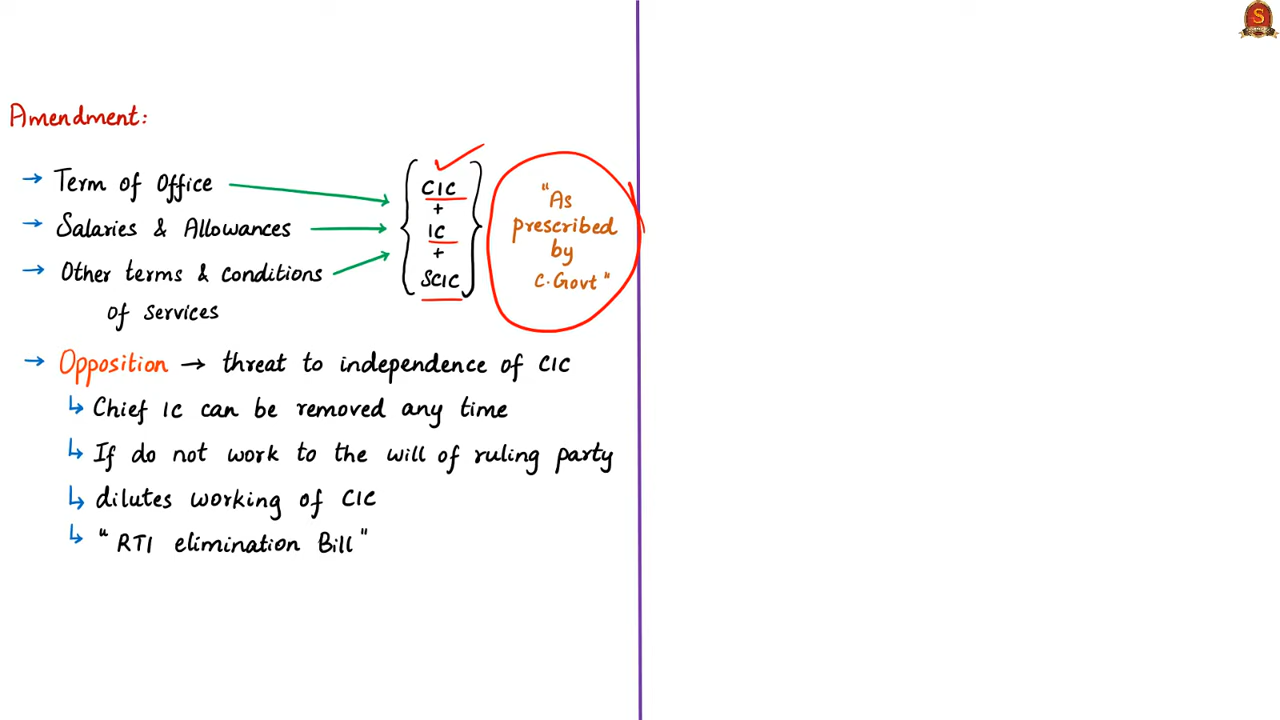 Amendment:
→ Term of Office
→ Salaries & Allowances
→ Other terms & conditions
of services
CIC
+
IC
+
SCIC
"As
prescribed
by
C.Govt"
→ Opposition → threat to independence of CIC
↳ Chief IC can be removed any time
↳ If do not work to the will of ruling party
↳ dilutes working of CIC
↳ "RTI elimination Bill"